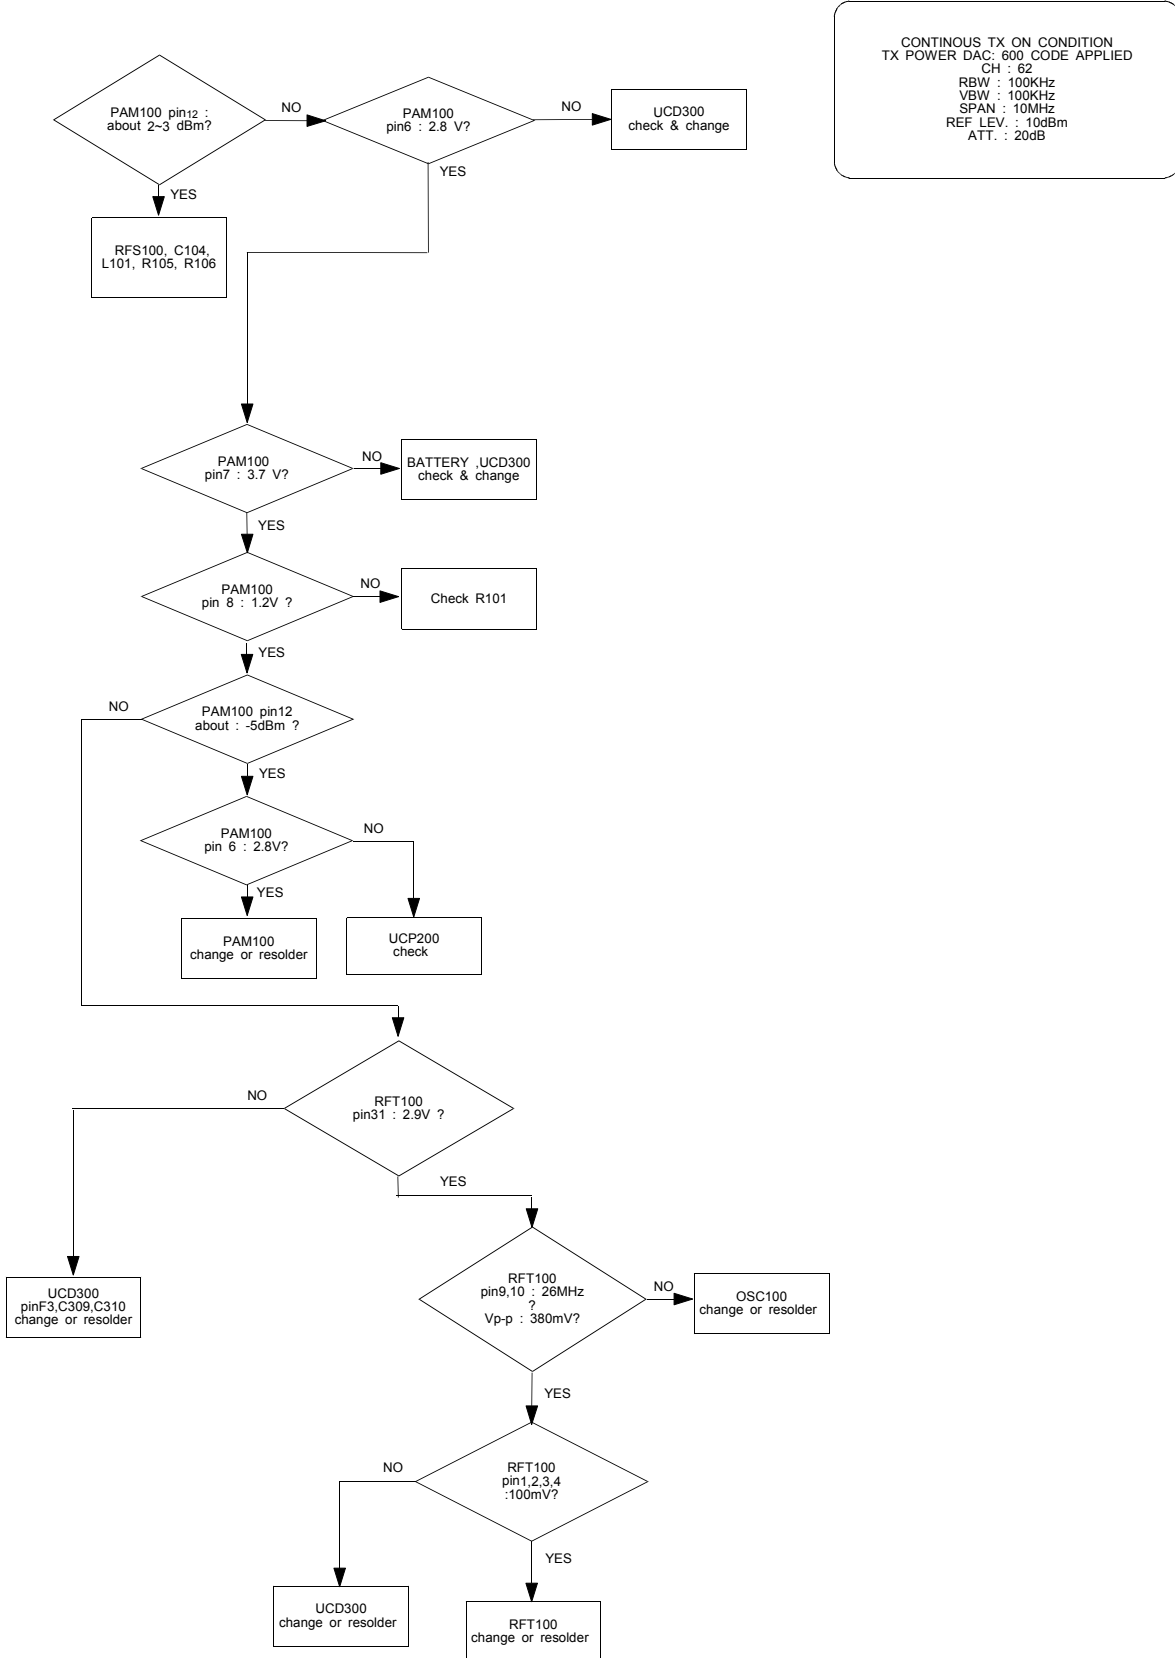 CONTINOUS TX ON CONDITION
TX POWER DAC: 600 CODE APPLIED
CH : 62
RBW : 100KHz
VBW : 100KHz
SPAN : 10MHz
REF LEV. : 10dBm
ATT. : 20dB
PAM100 pin12 :
about 2~3 dBm?
NO
PAM100
pin6 : 2.8 V?
NO
UCD300
check & change
YES
YES
RFS100, C104,
L101, R105, R106
PAM100
pin7 : 3.7 V?
NO
BATTERY ,UCD300
check & change
YES
PAM100
pin 8 : 1.2V ?
NO
Check R101
YES
NO
PAM100 pin12
about : -5dBm ?
YES
PAM100
pin 6 : 2.8V?
NO
YES
PAM100
change or resolder
UCP200
check
RFT100
pin31 : 2.9V ?
NO
YES
UCD300
pinF3,C309,C310
change or resolder
RFT100
pin9,10 : 26MHz
?
Vp-p : 380mV?
NO
OSC100
change or resolder
YES
RFT100
pin1,2,3,4
:100mV?
NO
YES
UCD300
change or resolder
RFT100
change or resolder